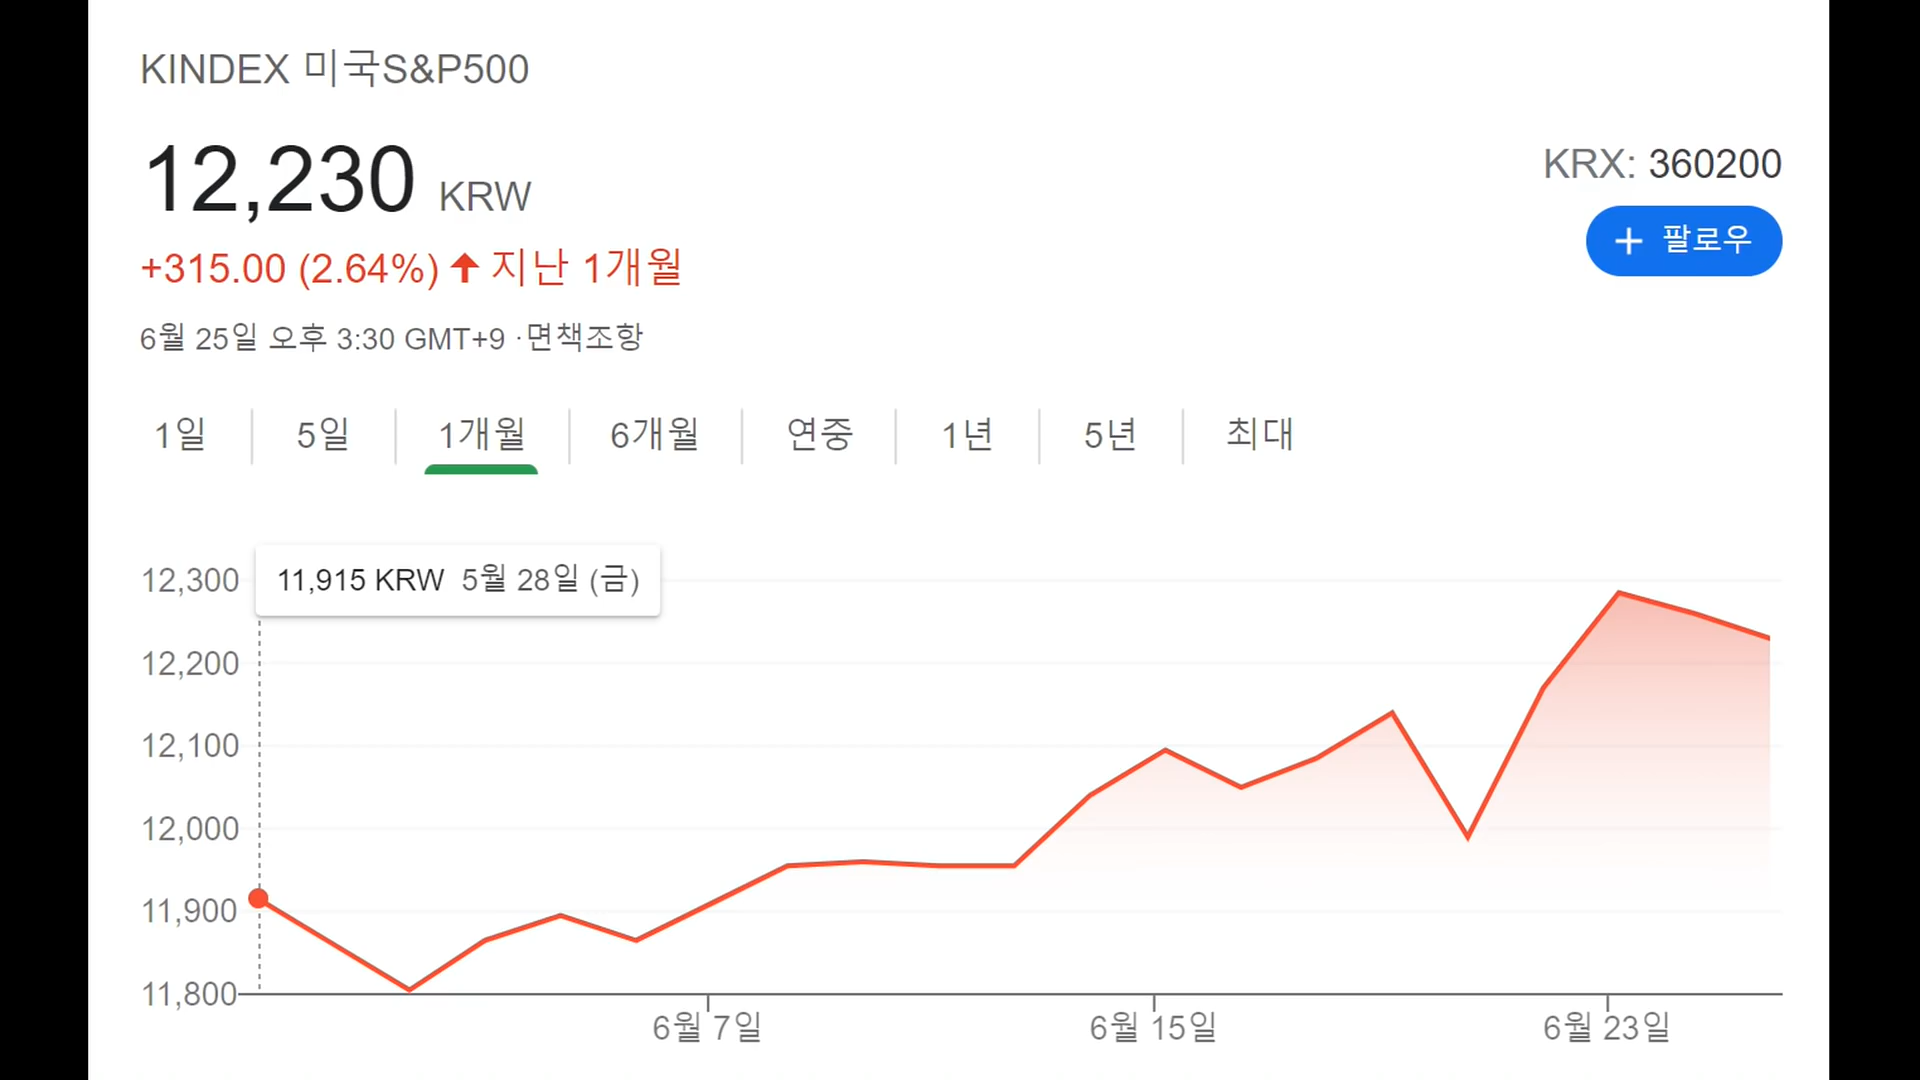 KINDEX 미국S&P500
12,230 KRW
KRX: 360200
+ 팔로우
+315.00 (2.64%) 지난 1개월
6월 25일 오후 3:30 GMT+9 ·면책조항
1일 5일 1개월 6개월 연중 1년 5년 최대
11,915 KRW 5월 28일 (금)
12,300
12,200
12,100
12,000
11,900
11,800
6월 7일 6월 15일 6월 23일